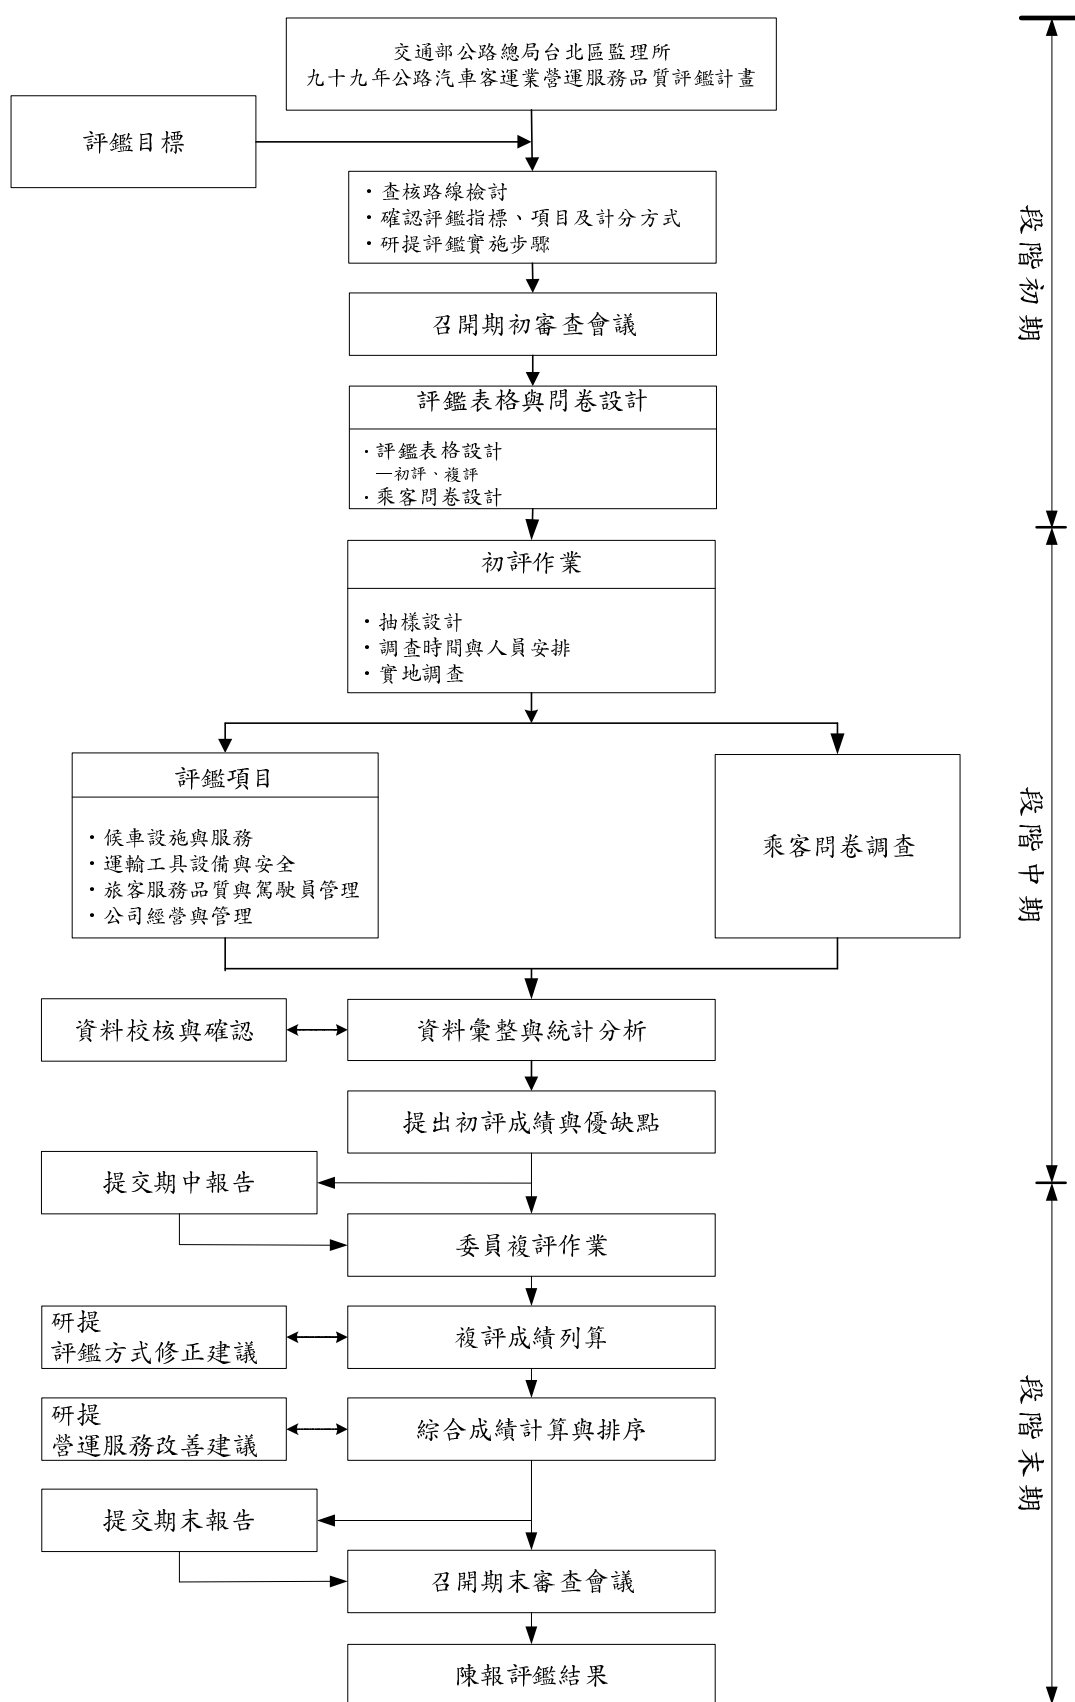 交通部公路總局台北區監理所
九十九年公路汽車客運業營運服務品質評鑑計畫
評鑑目標
・查核路線檢討
・確認評鑑指標、項目及計分方式
・研提評鑑實施步驟
召開期初審查會議
評鑑表格與問卷設計
・評鑑表格設計
—初評、複評
・乘客問卷設計
段階初期
初評作業
・抽樣設計
・調查時間與人員安排
・實地調查
評鑑項目
・候車設施與服務
・運輸工具設備與安全
・旅客服務品質與駕駛員管理
・公司經營與管理
乘客問卷調查
段階中期
資料校核與確認
資料彙整與統計分析
提出初評成績與優缺點
提交期中報告
委員複評作業
研提
評鑑方式修正建議
複評成績列算
研提
營運服務改善建議
綜合成績計算與排序
段階末期
提交期末報告
召開期末審查會議
陳報評鑑結果